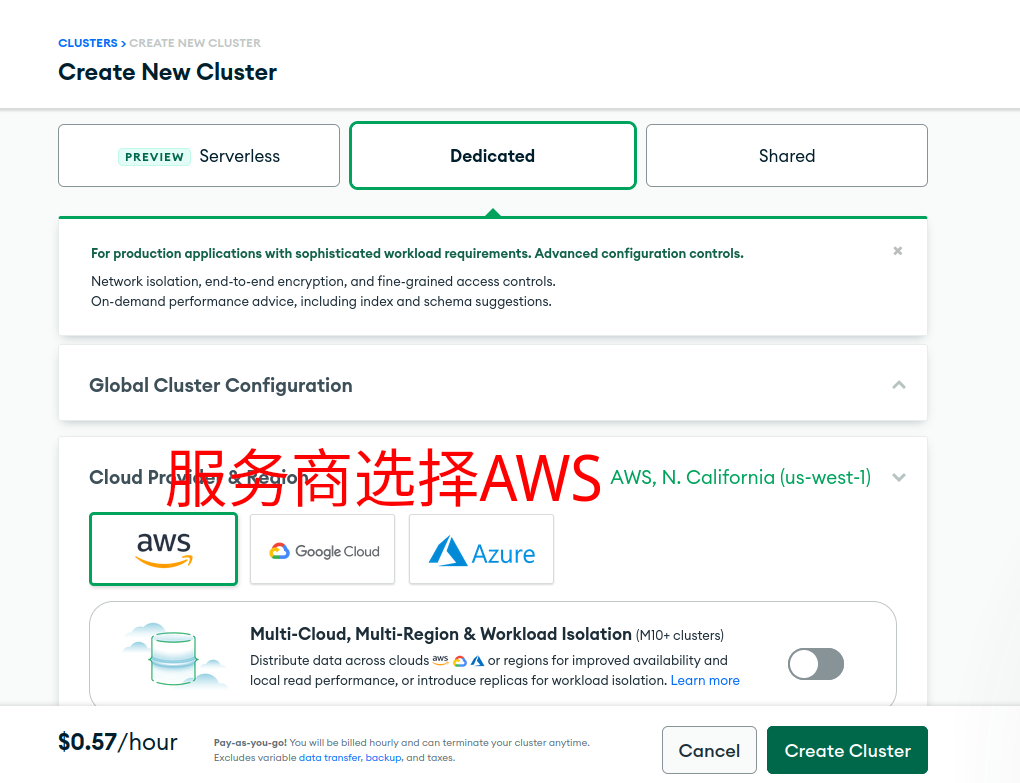 CLUSTERS > CREATE NEW CLUSTER
Create New Cluster
PREVIEW Serverless
Dedicated
Shared
For production applications with sophisticated workload requirements. Advanced configuration controls.
Network isolation, end-to-end encryption, and fine-grained access controls.
On-demand performance advice, including index and schema suggestions.
Global Cluster Configuration
Cloud Provider & Region
服务商选择AWS
AWS, N. California (us-west-1)
aws
Google Cloud
Azure
Multi-Cloud, Multi-Region & Workload Isolation (M10+ clusters)
Distribute data across clouds aws or regions for improved availability and
local read performance, or introduce replicas for workload isolation. Learn more
$0.57/hour
Pay-as-you-go! You will be billed hourly and can terminate your cluster anytime.
Excludes variable data transfer, backup, and taxes.
Cancel
Create Cluster